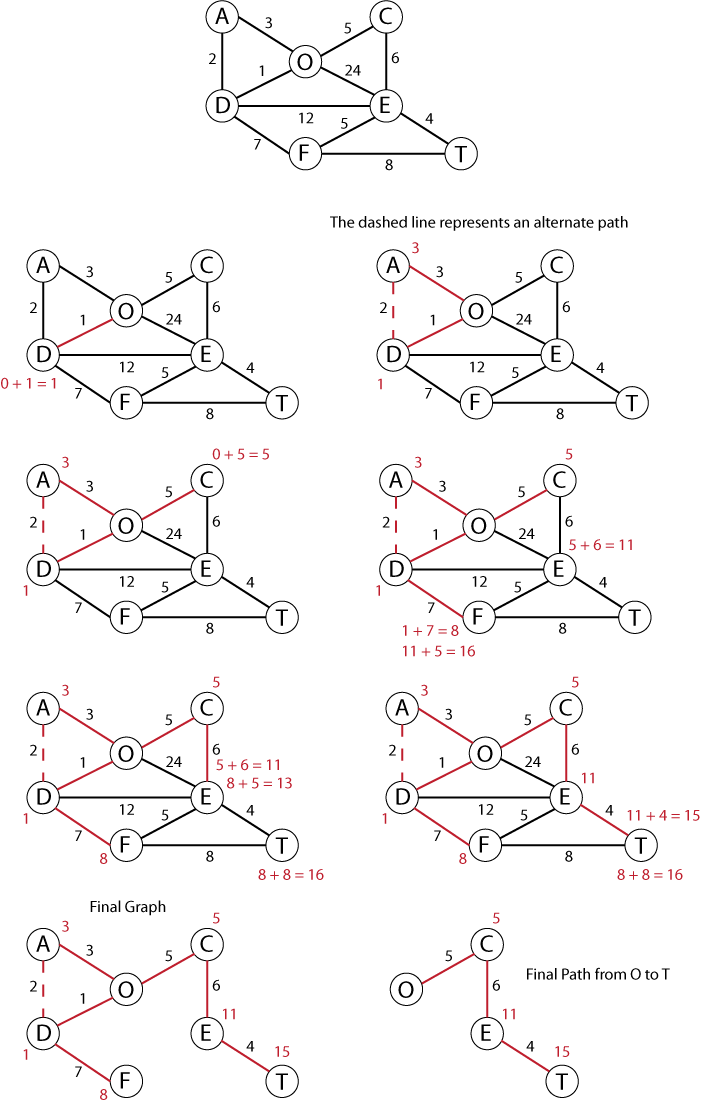 A 3 5 C
2 O 6
1 24
D E
12 4
7 5
F T
8
The dashed line represents an alternate path
A 3 5 C
2 O 6
1 24
D E
0 + 1 = 1 12 4
7 5
F T
8
3
A 3 5 C
2 O 6
1 24
D E
1 12 4
7 5
F T
8
3 0 + 5 = 5
A 3 5 C
2 O 6
1 24
D E
1 12 4
7 5
F T
8
3 5
A 3 5 C
2 O 6
1 24 5 + 6 = 11
D E
1 12 4
7 5
F T
1 + 7 = 8 8
11 + 5 = 16
3 5
A 3 5 C
2 O 6
1 24 5 + 6 = 11
8 + 5 = 13
D E
1 12 4
7 5
8 F T
8
8 + 8 = 16
3 5
A 3 5 C
2 O 6
1 24 11
D E
1 12 4 11 + 4 = 15
7 5
8 F T
8
8 + 8 = 16
Final Graph
3 5
A 3 5 C
2 O 6
1 11
D E
1 4 15
7
8 F T
5
5 C
O 6 Final Path from O to T
11
E
4 15
T